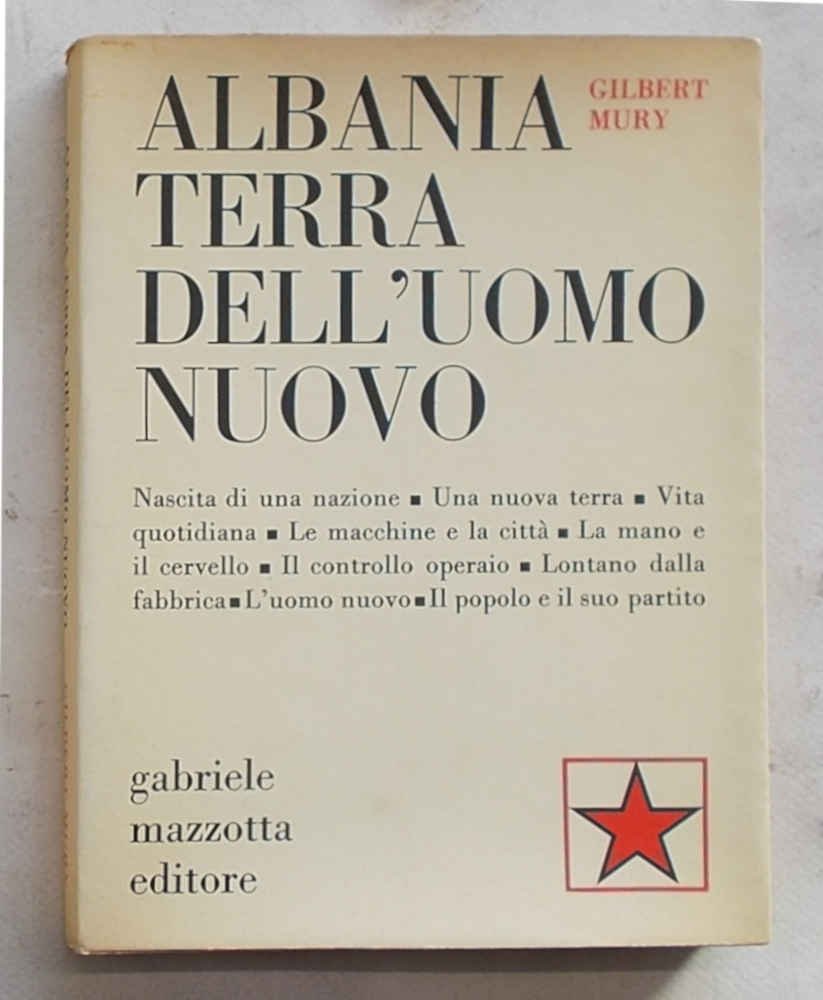 ALBANIA
TERRA
DELL'UOMO
NUOVO
GILBERT
MURY
Nascita di una nazione ■ Una nuova terra ■ Vita
quotidiana ■ Le macchine e la città ■ La mano e
il cervello ■ Il controllo operaio ■ Lontano dalla
fabbrica ■ L'uomo nuovo ■ Il popolo e il suo partito
gabriele
mazzotta
editore